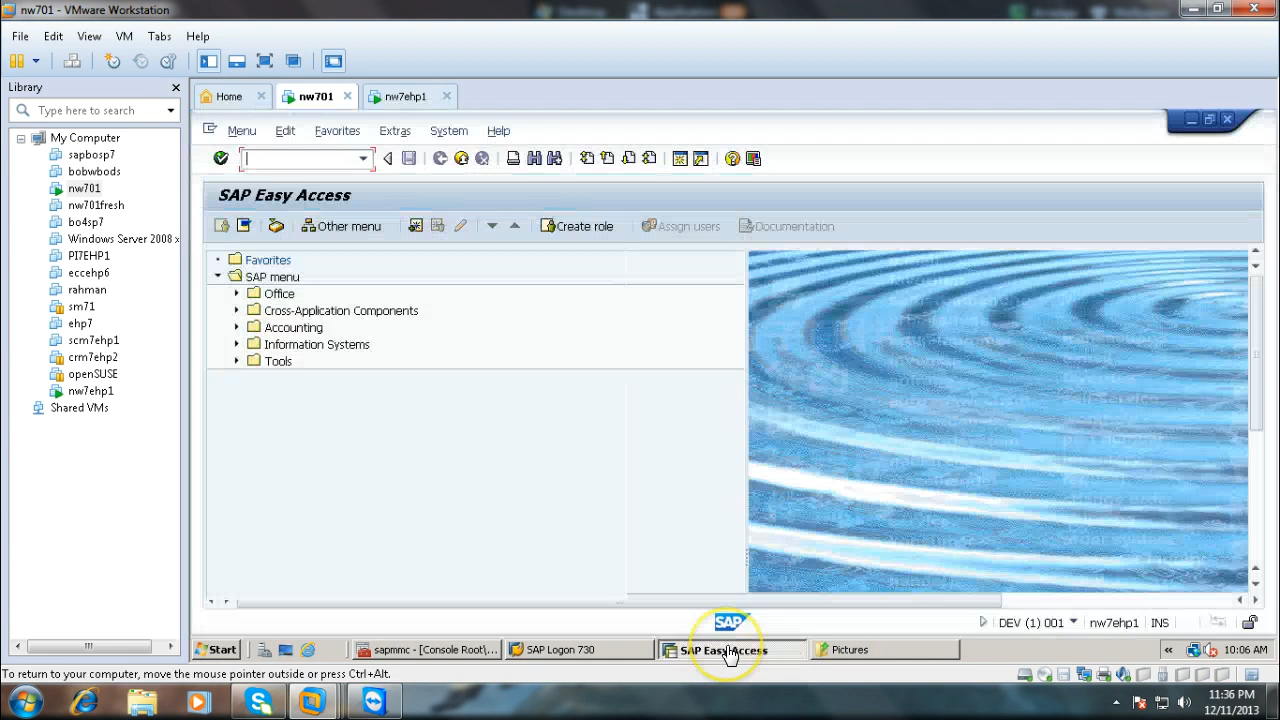 nw701 - VMware Workstation
File Edit View VM Tabs Help
Library
Type here to search
My Computer
sapbosp7
bobwbods
nw701
nw701fresh
bo4sp7
Windows Server 2008 x
PI7EHP1
eccehp6
rahman
sm71
ehp7
scm7ehp1
crm7ehp2
openSUSE
nw7ehp1
Shared VMs
Home nw701 nw7ehp1
Menu Edit Favorites Extras System Help
SAP Easy Access
Other menu Create role Assign users Documentation
Favorites
SAP menu
Office
Cross-Application Components
Accounting
Information Systems
Tools
SAP
DEV (1) 001 nw7ehp1 INS
Start sapmmc - [Console Root\... SAP Logon 730 SAP Easy Access Pictures 10:06 AM
To return to your computer, move the mouse pointer outside or press Ctrl+Alt.
11:36 PM
12/11/2013